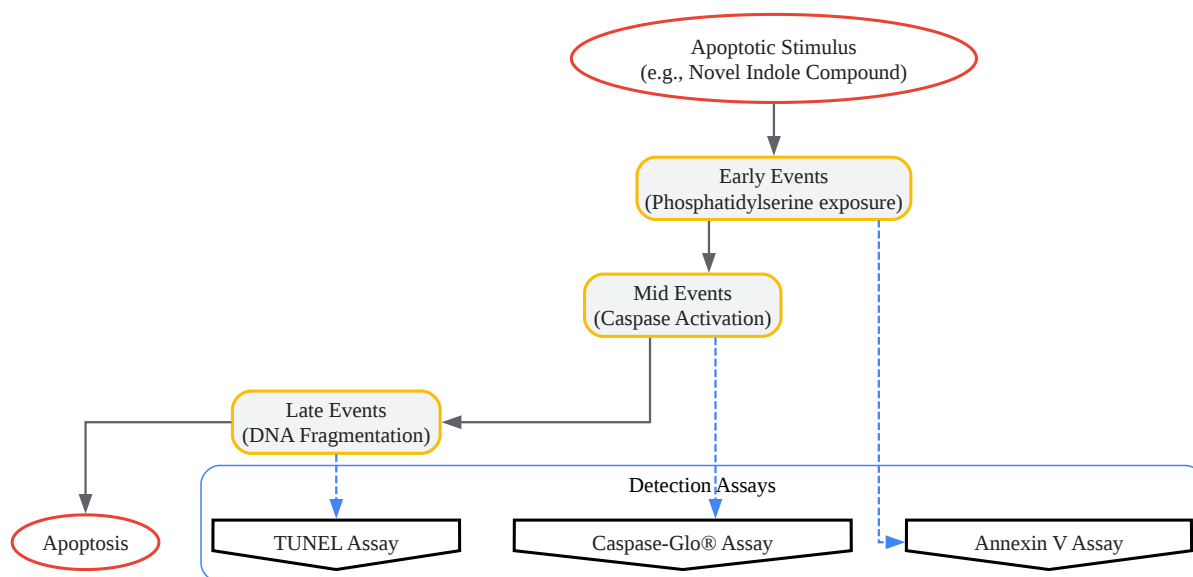 Apoptotic Stimulus
(e.g., Novel Indole Compound)
Early Events
(Phosphatidylserine exposure)
Mid Events
(Caspase Activation)
Late Events
(DNA Fragmentation)
Detection Assays
Apoptosis
TUNEL Assay
Caspase-Glo® Assay
Annexin V Assay